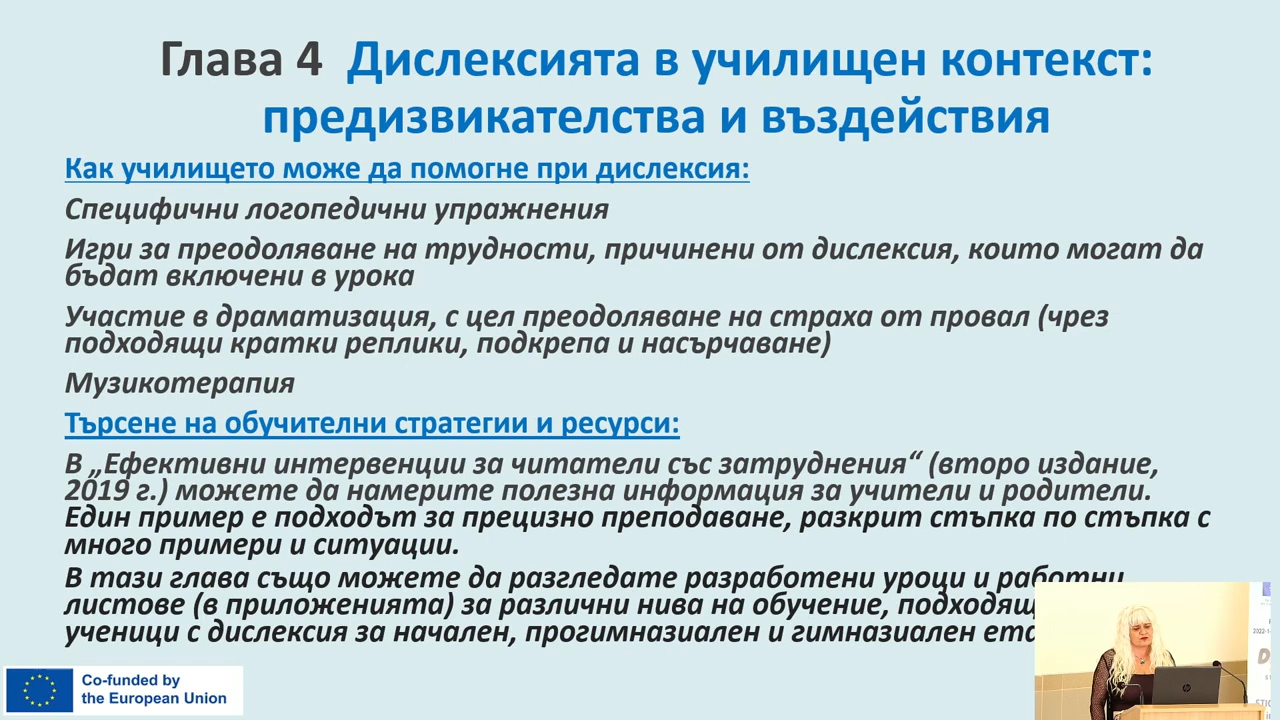 Глава 4 Дислексията в училищен контекст:
предизвикателства и въздействия
Как училището може да помогне при дислексия:
Специфични логопедични упражнения
Игри за преодоляване на трудности, причинени от дислексия, които могат да
бъдат включени в урока
Участие в драматизация, с цел преодоляване на страха от провал (чрез
подходящи кратки реплики, подкрепа и насърчаване)
Музикотерапия
Търсене на обучителни стратегии и ресурси:
В „Ефективни интервенции за читатели със затруднения“ (второ издание,
2019 г.) можете да намерите полезна информация за учители и родители.
Един пример е подходът за прецизно преподаване, разкрит стъпка по стъпка с
много примери и ситуации.
В тази глава също можете да разгледате разработени уроци и работни
листове (в приложенията) за различни нива на обучение,
ученици с дислексия за начален, прогимназиален и гимназиален
Co-funded by
the European Union
hp